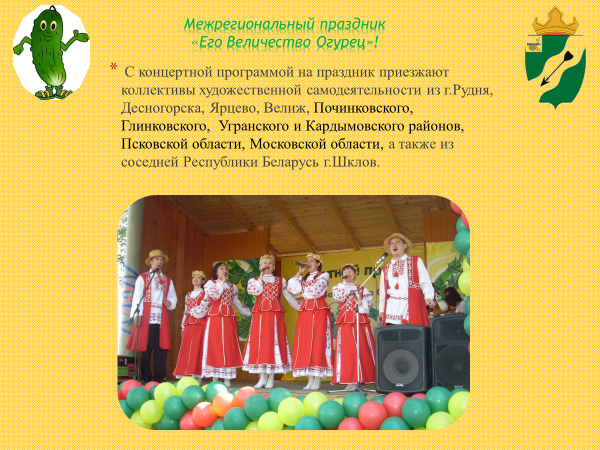 Межрегиональный праздник
«Его Величество Огурец»!
* С концертной программой на праздник приезжают
коллективы художественной самодеятельности из г.Рудня,
Десногорска, Ярцево, Велиж, Починковского,
Глинковского, Угранского и Кардымовского районов,
Псковской области, Московской области, а также из
соседней Республики Беларусь г.Шклов.